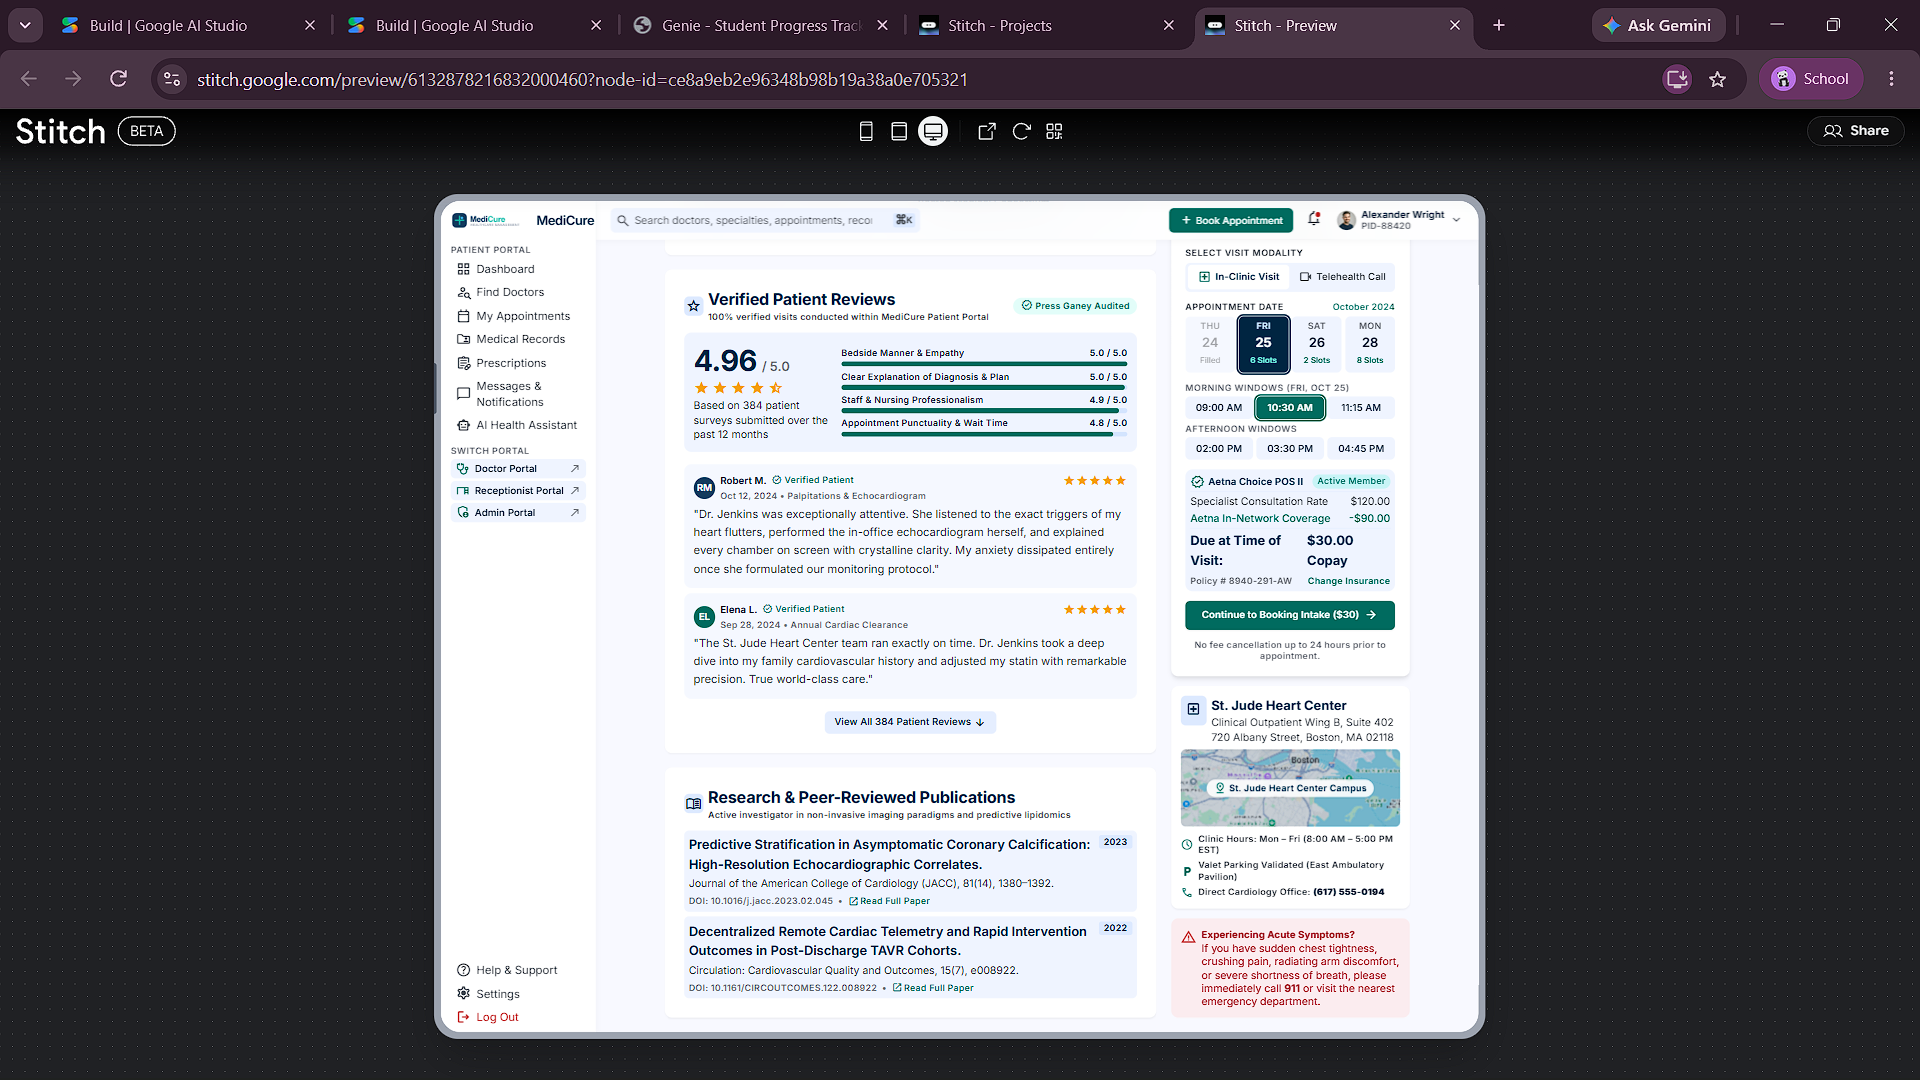 Build | Google AI Studio
Build | Google AI Studio
Genie - Student Progress Track
Stitch - Projects
Stitch - Preview
Ask Gemini
stitch.google.com/preview/6132878216832000460?node-id=ce8a9eb2e96348b98b19a38a0e705321
School
Stitch
BETA
Share
MediCure
MediCure
Search doctors, specialties, appointments, reco
⌘K
+ Book Appointment
Alexander Wright
PID-88420
PATIENT PORTAL
Dashboard
Find Doctors
My Appointments
Medical Records
Prescriptions
Messages &
Notifications
AI Health Assistant
SWITCH PORTAL
Doctor Portal
Receptionist Portal
Admin Portal
Help & Support
Settings
Log Out
Verified Patient Reviews
100% verified visits conducted within MediCure Patient Portal
Press Ganey Audited
4.96 / 5.0
Based on 384 patient
surveys submitted over the
past 12 months
Bedside Manner & Empathy 5.0 / 5.0
Clear Explanation of Diagnosis & Plan 5.0 / 5.0
Staff & Nursing Professionalism 4.9 / 5.0
Appointment Punctuality & Wait Time 4.8 / 5.0
RM
Robert M. Verified Patient
Oct 12, 2024 • Palpitations & Echocardiogram
"Dr. Jenkins was exceptionally attentive. She listened to the exact triggers of my
heart flutters, performed the in-office echocardiogram herself, and explained
every chamber on screen with crystalline clarity. My anxiety dissipated entirely
once she formulated our monitoring protocol."
EL
Elena L. Verified Patient
Sep 28, 2024 • Annual Cardiac Clearance
"The St. Jude Heart Center team ran exactly on time. Dr. Jenkins took a deep
dive into my family cardiovascular history and adjusted my statin with remarkable
precision. True world-class care."
View All 384 Patient Reviews ↓
Research & Peer-Reviewed Publications
Active investigator in non-invasive imaging paradigms and predictive lipidomics
Predictive Stratification in Asymptomatic Coronary Calcification: 2023
High-Resolution Echocardiographic Correlates.
Journal of the American College of Cardiology (JACC), 81(14), 1380–1392.
DOI: 10.1016/j.jacc.2023.02.045 • Read Full Paper
Decentralized Remote Cardiac Telemetry and Rapid Intervention 2022
Outcomes in Post-Discharge TAVR Cohorts.
Circulation: Cardiovascular Quality and Outcomes, 15(7), e008922.
DOI: 10.1161/CIRCOUTCOMES.122.008922 • Read Full Paper
SELECT VISIT MODALITY
In-Clinic Visit
Telehealth Call
APPOINTMENT DATE October 2024
THU FRI SAT MON
24 25 26 28
Filled 6 Slots 2 Slots 8 Slots
MORNING WINDOWS (FRI, OCT 25)
09:00 AM 10:30 AM 11:15 AM
AFTERNOON WINDOWS
02:00 PM 03:30 PM 04:45 PM
Aetna Choice POS II Active Member
Specialist Consultation Rate $120.00
Aetna In-Network Coverage -$90.00
Due at Time of $30.00
Visit: Copay
Policy # 8940-291-AW Change Insurance
Continue to Booking Intake ($30) →
No fee cancellation up to 24 hours prior to
appointment.
St. Jude Heart Center
Clinical Outpatient Wing B, Suite 402
720 Albany Street, Boston, MA 02118
Boston
St. Jude Heart Center Campus
Clinic Hours: Mon – Fri (8:00 AM – 5:00 PM
EST)
P Valet Parking Validated (East Ambulatory
Pavilion)
Direct Cardiology Office: (617) 555-0194
Experiencing Acute Symptoms?
If you have sudden chest tightness,
crushing pain, radiating arm discomfort,
or severe shortness of breath, please
immediately call 911 or visit the nearest
emergency department.